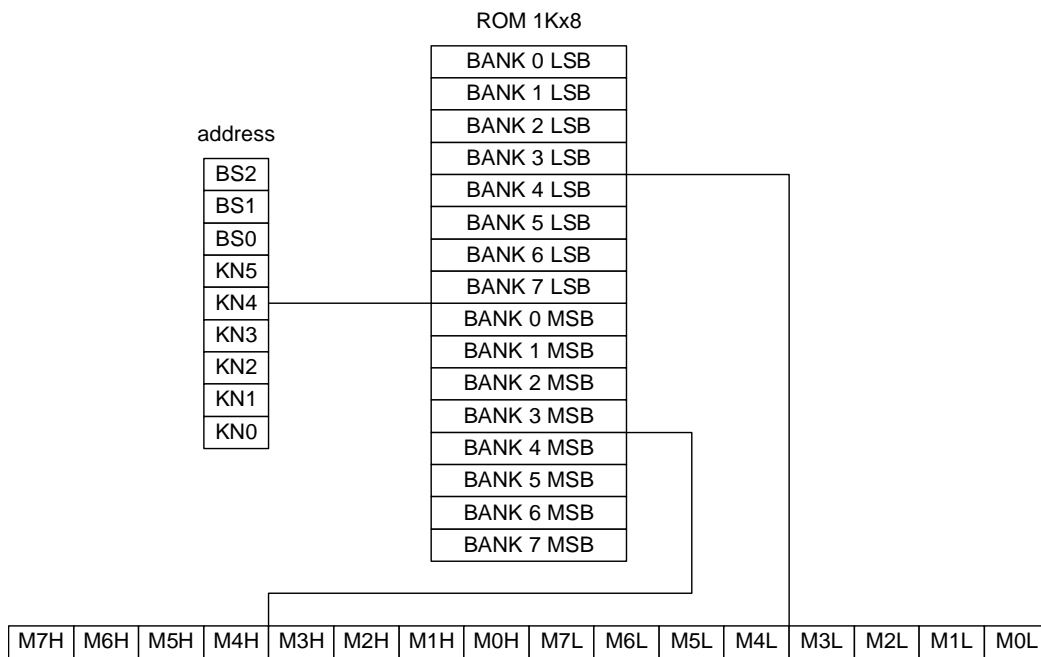 ROM 1Kx8
BANK 0 LSB
BANK 1 LSB
BANK 2 LSB
BANK 3 LSB
BANK 4 LSB
BANK 5 LSB
BANK 6 LSB
BANK 7 LSB
BANK 0 MSB
BANK 1 MSB
BANK 2 MSB
BANK 3 MSB
BANK 4 MSB
BANK 5 MSB
BANK 6 MSB
BANK 7 MSB
address
BS2
BS1
BS0
KN5
KN4
KN3
KN2
KN1
KN0
M7H M6H M5H M4H M3H M2H M1H M0H M7L M6L M5L M4L M3L M2L M1L M0L